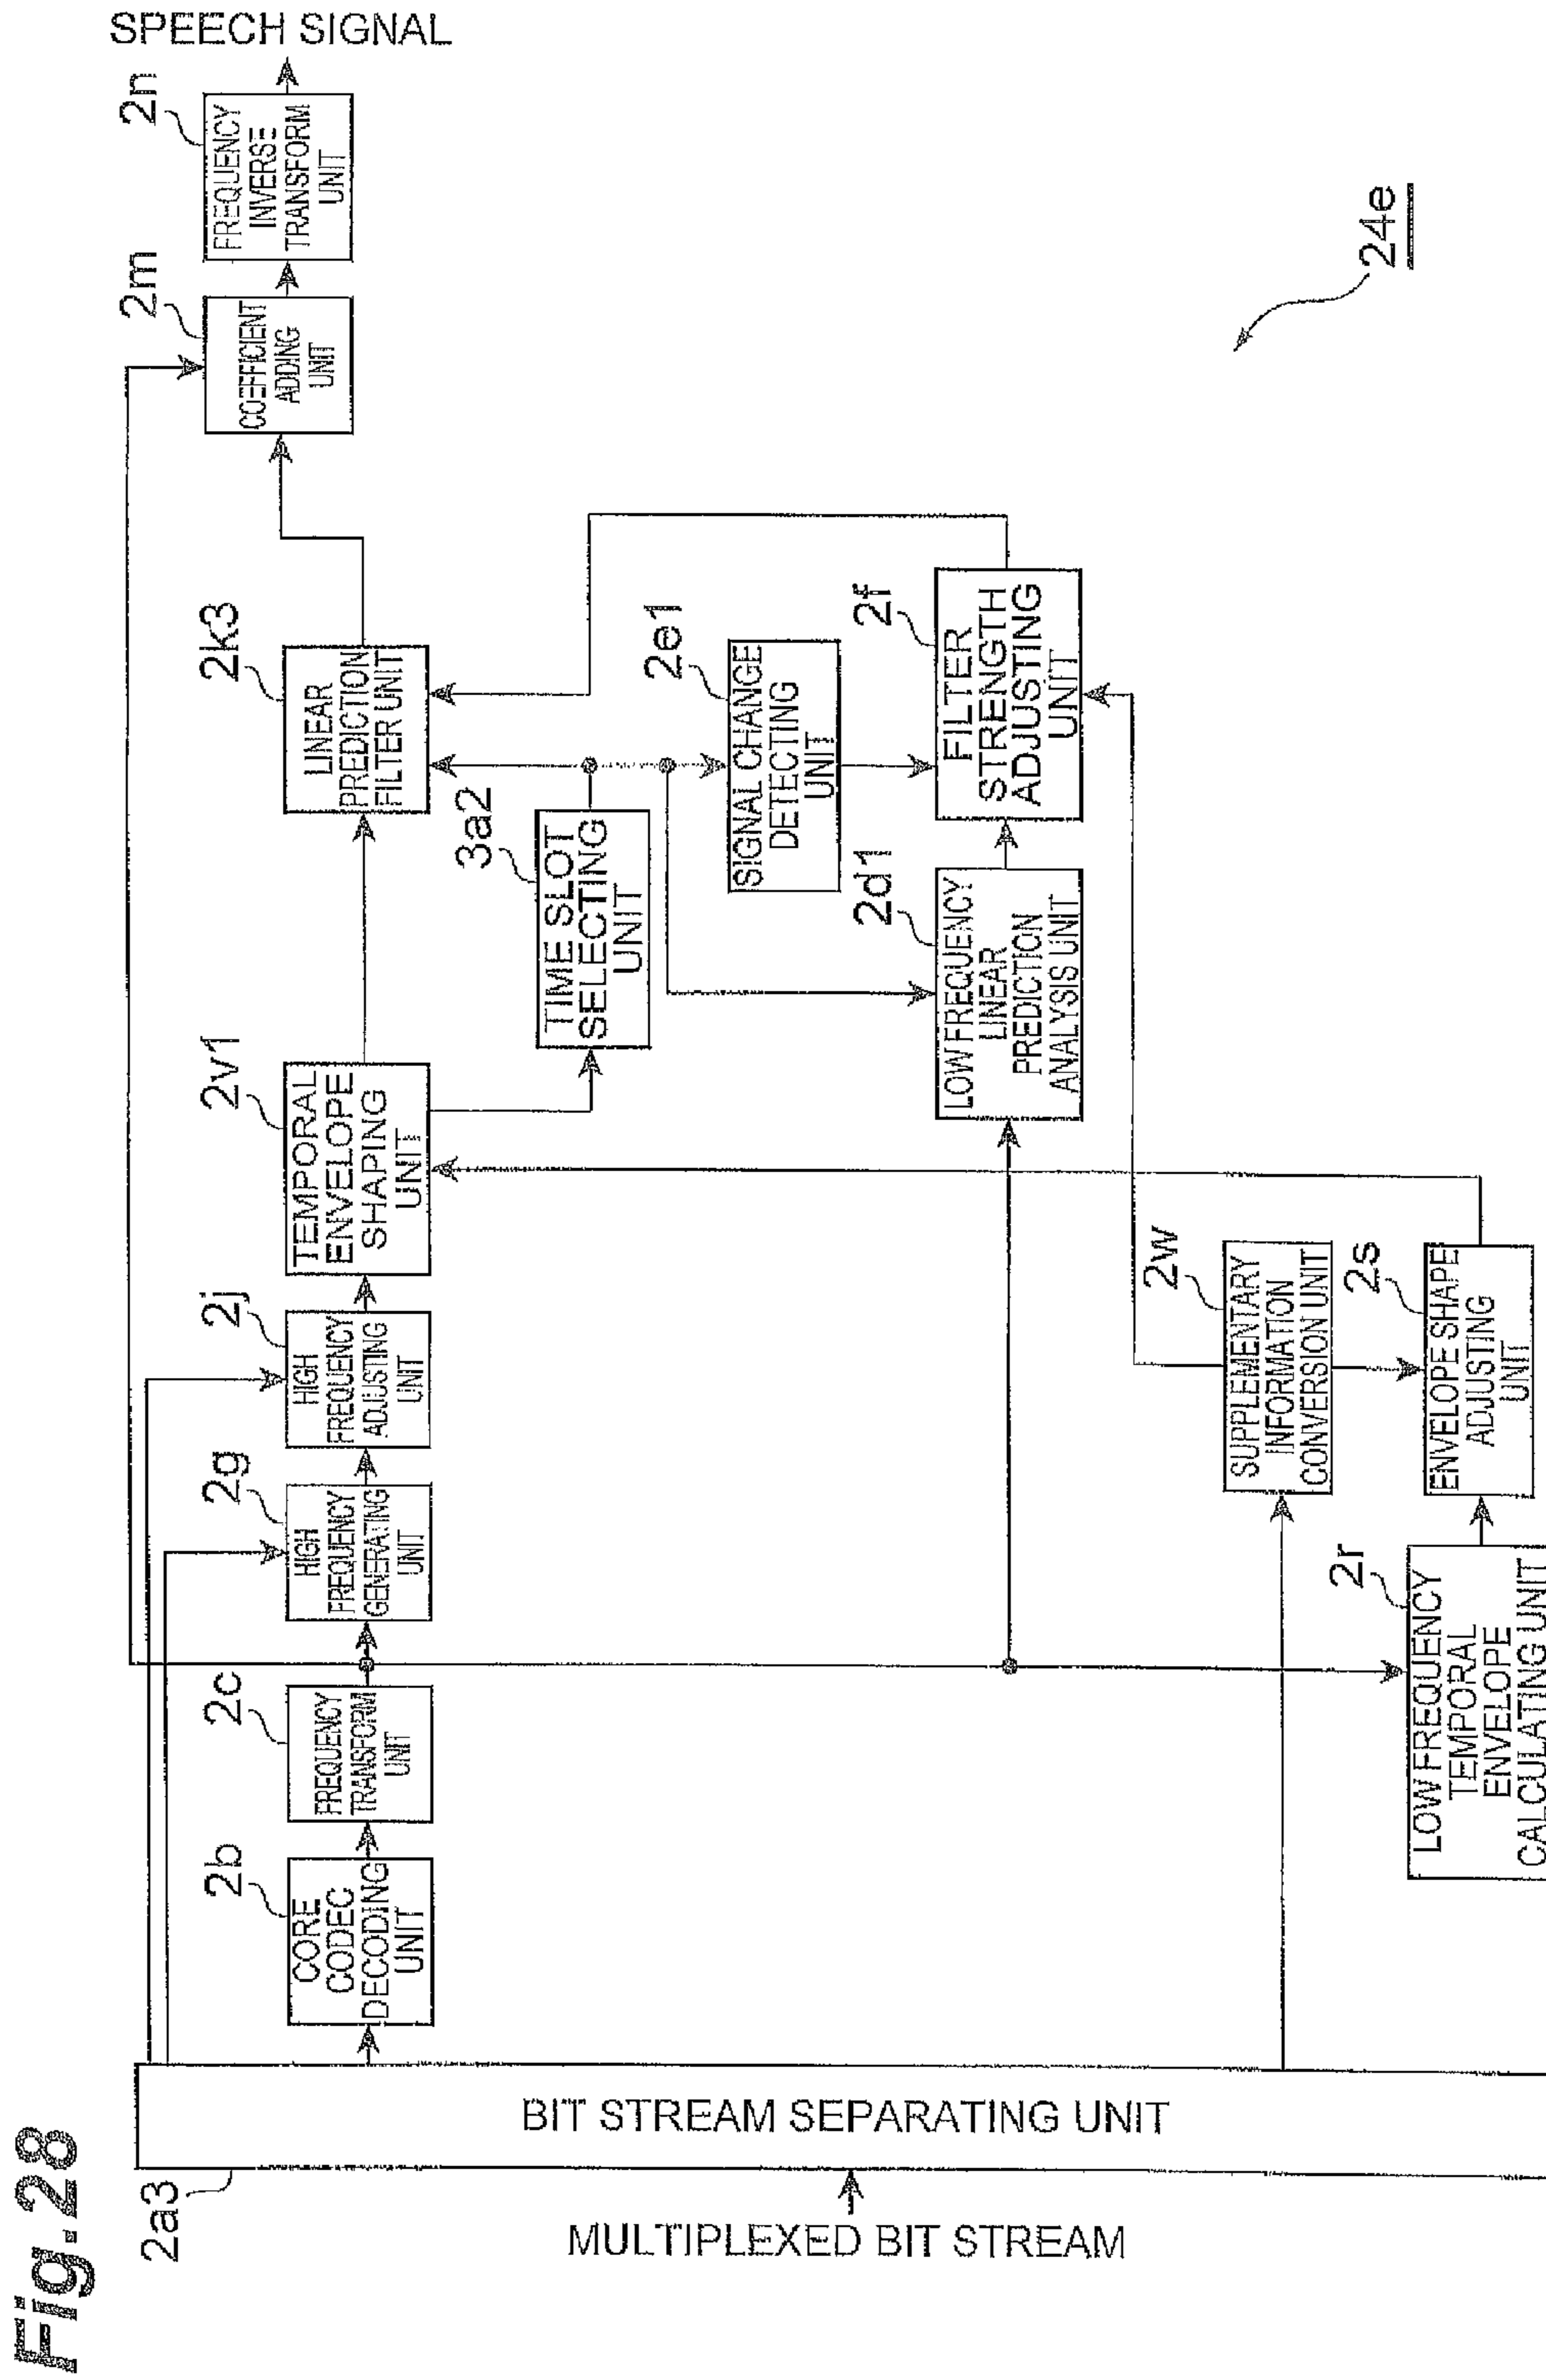 Fig.28
MULTIPLEXED BIT STREAM
2a3
BIT STREAM SEPARATING UNIT
2b
CORE
CODEC
DECODING
UNIT
2c
FREQUENCY
TRANSFORM
UNIT
2g
HIGH
FREQUENCY
GENERATING
UNIT
2j
HIGH
FREQUENCY
ADJUSTING
UNIT
2v1
TEMPORAL
ENVELOPE
SHAPING
UNIT
2k3
LINEAR
PREDICTION
FILTER UNIT
2m
COEFFICIENT
ADDING
UNIT
2n
FREQUENCY
INVERSE
TRANSFORM
UNIT
SPEECH SIGNAL
3a2
TIME SLOT
SELECTING
UNIT
2e1
SIGNAL CHANGE
DETECTING
UNIT
2d1
LOW FREQUENCY
LINEAR
PREDICTION
ANALYSIS UNIT
2f
FILTER
STRENGTH
ADJUSTING
UNIT
2w
SUPPLEMENTARY
INFORMATION
CONVERSION UNIT
2r
LOW FREQUENCY
TEMPORAL
ENVELOPE
CALCULATING UNIT
2s
ENVELOPE SHAPE
ADJUSTING
UNIT
24e